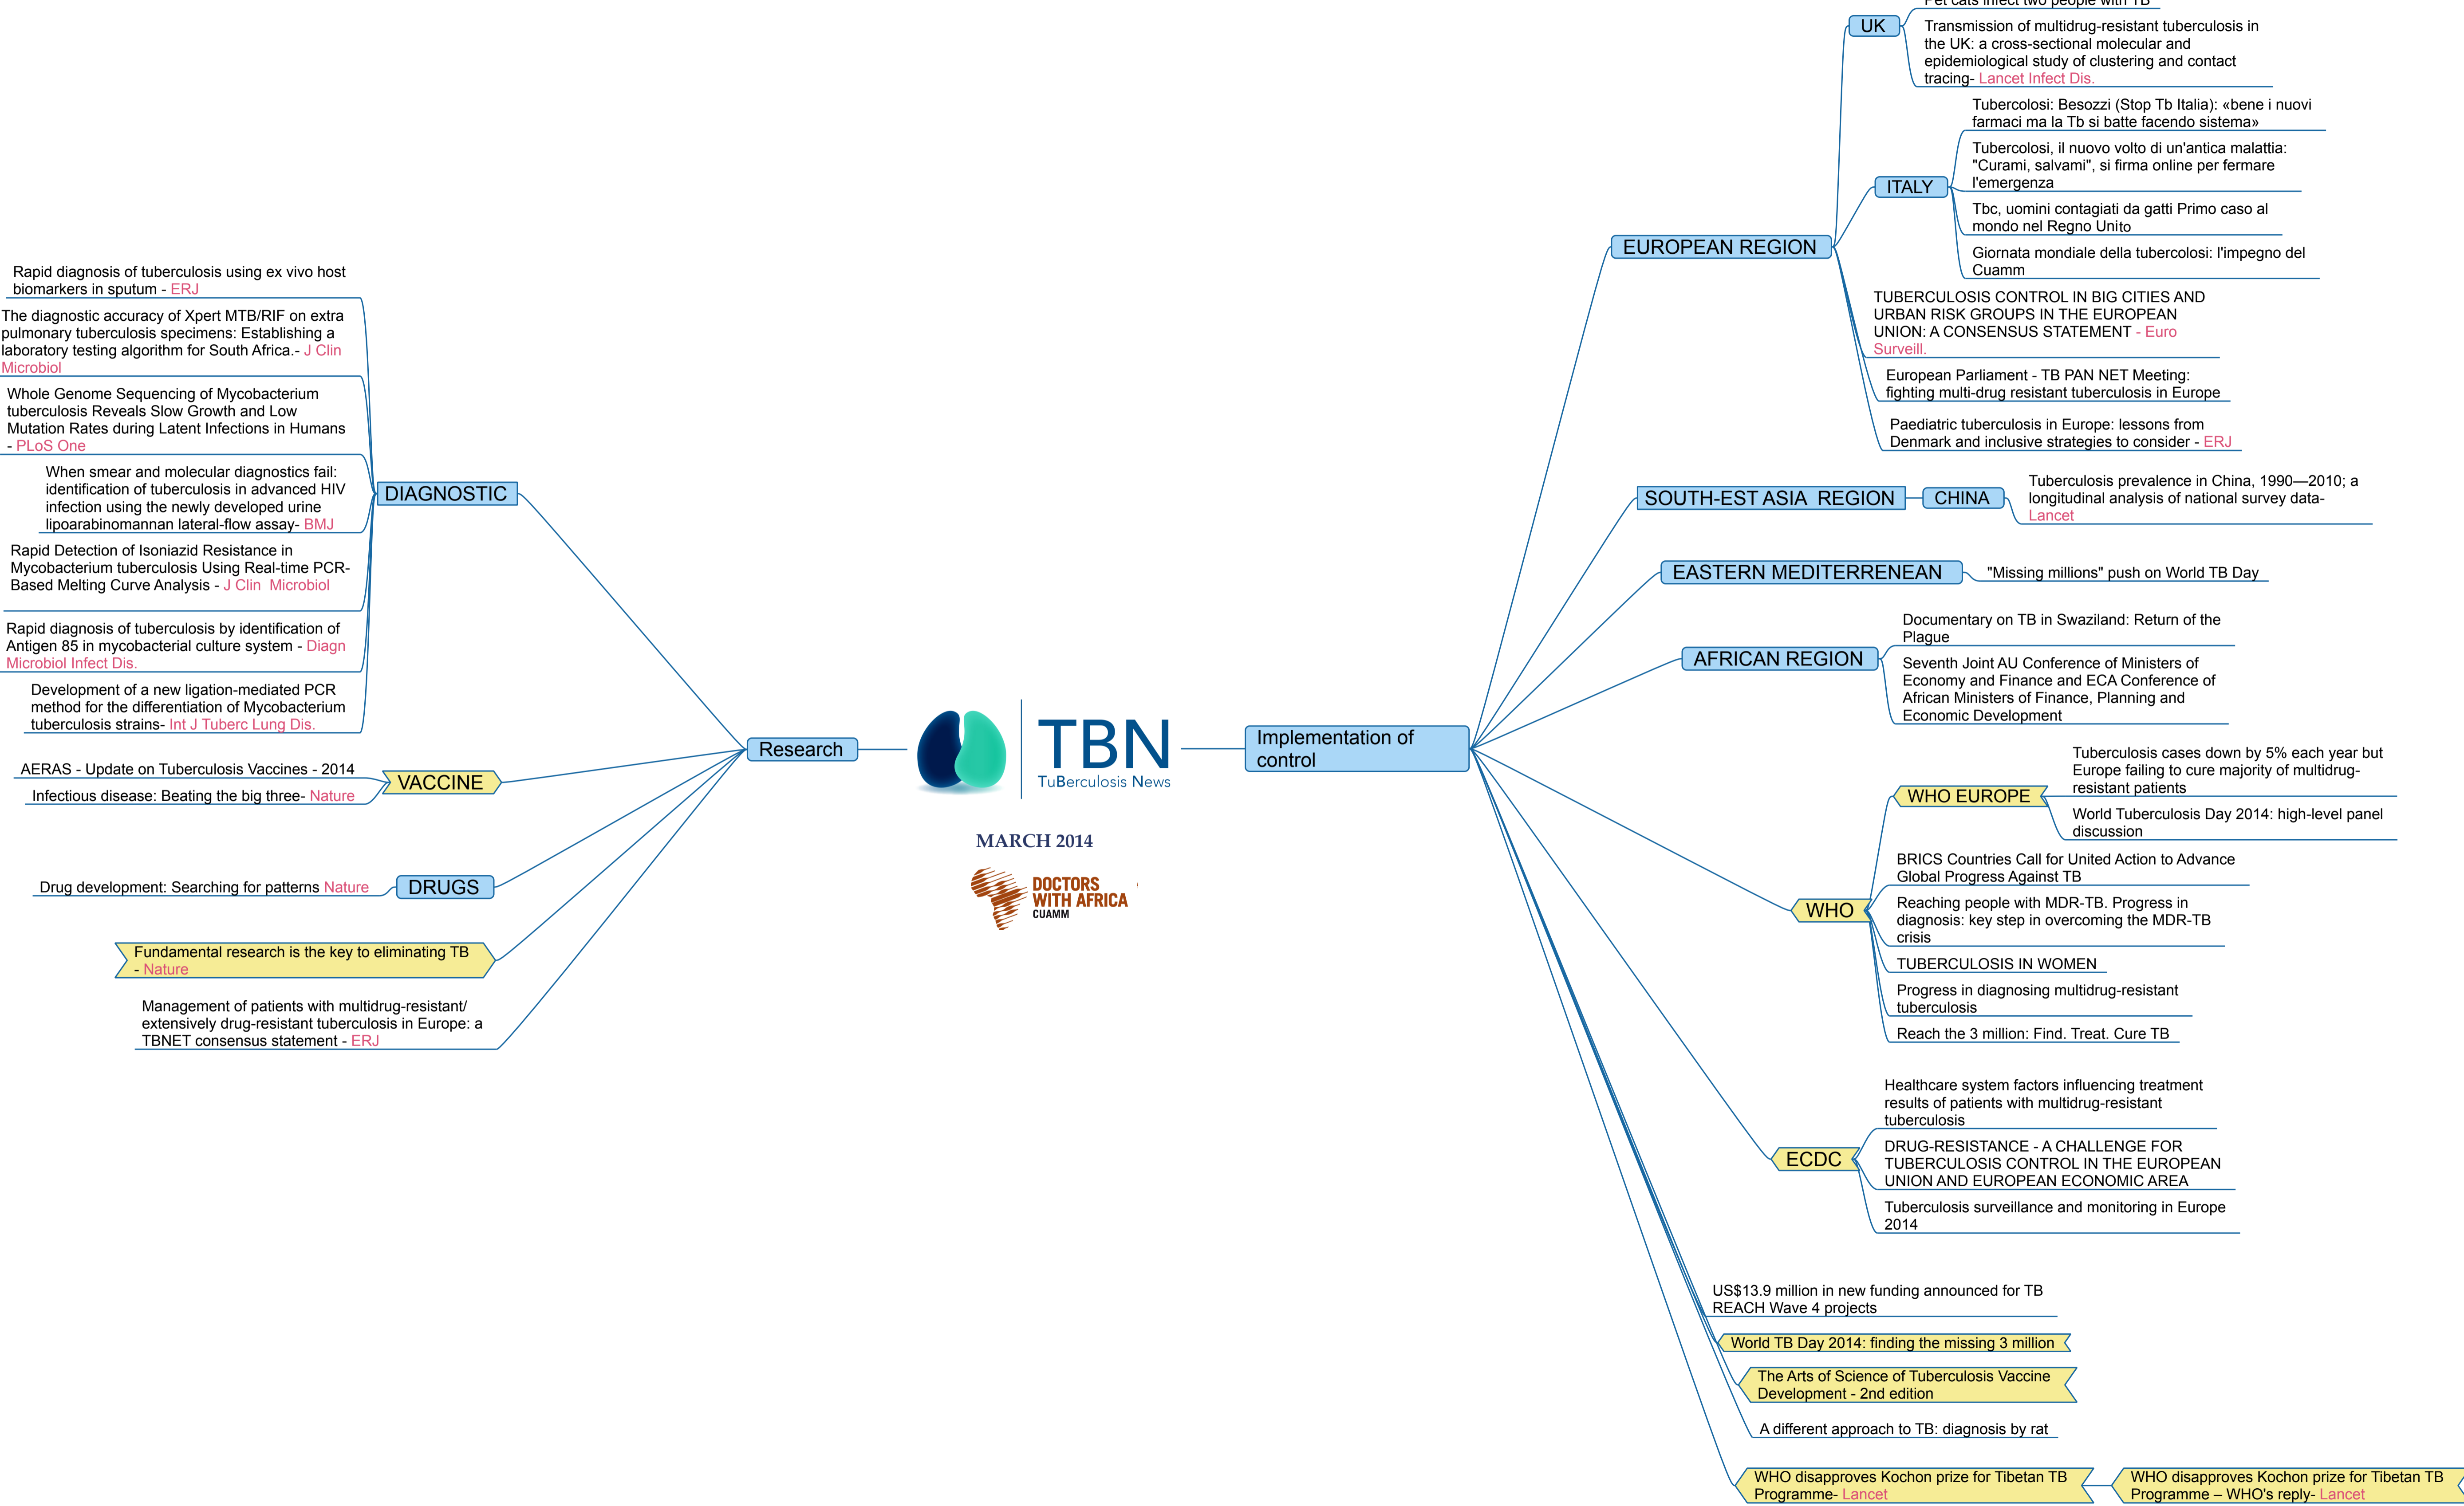 Rapid diagnosis of tuberculosis using ex vivo host
biomarkers in sputum - ERJ
The diagnostic accuracy of Xpert MTB/RIF on extra
pulmonary tuberculosis specimens: Establishing a
laboratory testing algorithm for South Africa.- J Clin
Microbiol
Whole Genome Sequencing of Mycobacterium
tuberculosis Reveals Slow Growth and Low
Mutation Rates during Latent Infections in Humans
- PLoS One
When smear and molecular diagnostics fail:
identification of tuberculosis in advanced HIV
infection using the newly developed urine
lipoarabinomannan lateral-flow assay- BMJ
Rapid Detection of Isoniazid Resistance in
Mycobacterium tuberculosis Using Real-time PCR-
Based Melting Curve Analysis - J Clin  Microbiol
Rapid diagnosis of tuberculosis by identification of
Antigen 85 in mycobacterial culture system - Diagn
Microbiol Infect Dis.
Development of a new ligation-mediated PCR
method for the differentiation of Mycobacterium
tuberculosis strains- Int J Tuberc Lung Dis.
DIAGNOSTIC
AERAS - Update on Tuberculosis Vaccines - 2014
Infectious disease: Beating the big three- Nature
VACCINE
Drug development: Searching for patterns Nature
DRUGS
Fundamental research is the key to eliminating TB
- Nature
Management of patients with multidrug-resistant/
extensively drug-resistant tuberculosis in Europe: a
TBNET consensus statement - ERJ
Research
TBN
TuBerculosis News
MARCH 2014
DOCTORS
WITH AFRICA
CUAMM
Implementation of
control
EUROPEAN REGION
UK
Pet cats infect two people with TB
Transmission of multidrug-resistant tuberculosis in
the UK: a cross-sectional molecular and
epidemiological study of clustering and contact
tracing- Lancet Infect Dis.
ITALY
Tubercolosi: Besozzi (Stop Tb Italia): «bene i nuovi
farmaci ma la Tb si batte facendo sistema»
Tubercolosi, il nuovo volto di un'antica malattia:
"Curami, salvami", si firma online per fermare
l'emergenza
Tbc, uomini contagiati da gatti Primo caso al
mondo nel Regno Unito
Giornata mondiale della tubercolosi: l'impegno del
Cuamm
TUBERCULOSIS CONTROL IN BIG CITIES AND
URBAN RISK GROUPS IN THE EUROPEAN
UNION: A CONSENSUS STATEMENT - Euro
Surveill.
European Parliament - TB PAN NET Meeting:
fighting multi-drug resistant tuberculosis in Europe
Paediatric tuberculosis in Europe: lessons from
Denmark and inclusive strategies to consider - ERJ
SOUTH-EST ASIA  REGION
CHINA
Tuberculosis prevalence in China, 1990—2010; a
longitudinal analysis of national survey data-
Lancet
EASTERN MEDITERRENEAN
"Missing millions" push on World TB Day
AFRICAN REGION
Documentary on TB in Swaziland: Return of the
Plague
Seventh Joint AU Conference of Ministers of
Economy and Finance and ECA Conference of
African Ministers of Finance, Planning and
Economic Development
WHO
WHO EUROPE
Tuberculosis cases down by 5% each year but
Europe failing to cure majority of multidrug-
resistant patients
World Tuberculosis Day 2014: high-level panel
discussion
BRICS Countries Call for United Action to Advance
Global Progress Against TB
Reaching people with MDR-TB. Progress in
diagnosis: key step in overcoming the MDR-TB
crisis
TUBERCULOSIS IN WOMEN
Progress in diagnosing multidrug-resistant
tuberculosis
Reach the 3 million: Find. Treat. Cure TB
ECDC
Healthcare system factors influencing treatment
results of patients with multidrug-resistant
tuberculosis
DRUG-RESISTANCE - A CHALLENGE FOR
TUBERCULOSIS CONTROL IN THE EUROPEAN
UNION AND EUROPEAN ECONOMIC AREA
Tuberculosis surveillance and monitoring in Europe
2014
US$13.9 million in new funding announced for TB
REACH Wave 4 projects
World TB Day 2014: finding the missing 3 million
The Arts of Science of Tuberculosis Vaccine
Development - 2nd edition
A different approach to TB: diagnosis by rat
WHO disapproves Kochon prize for Tibetan TB
Programme- Lancet
WHO disapproves Kochon prize for Tibetan TB
Programme – WHO's reply- Lancet